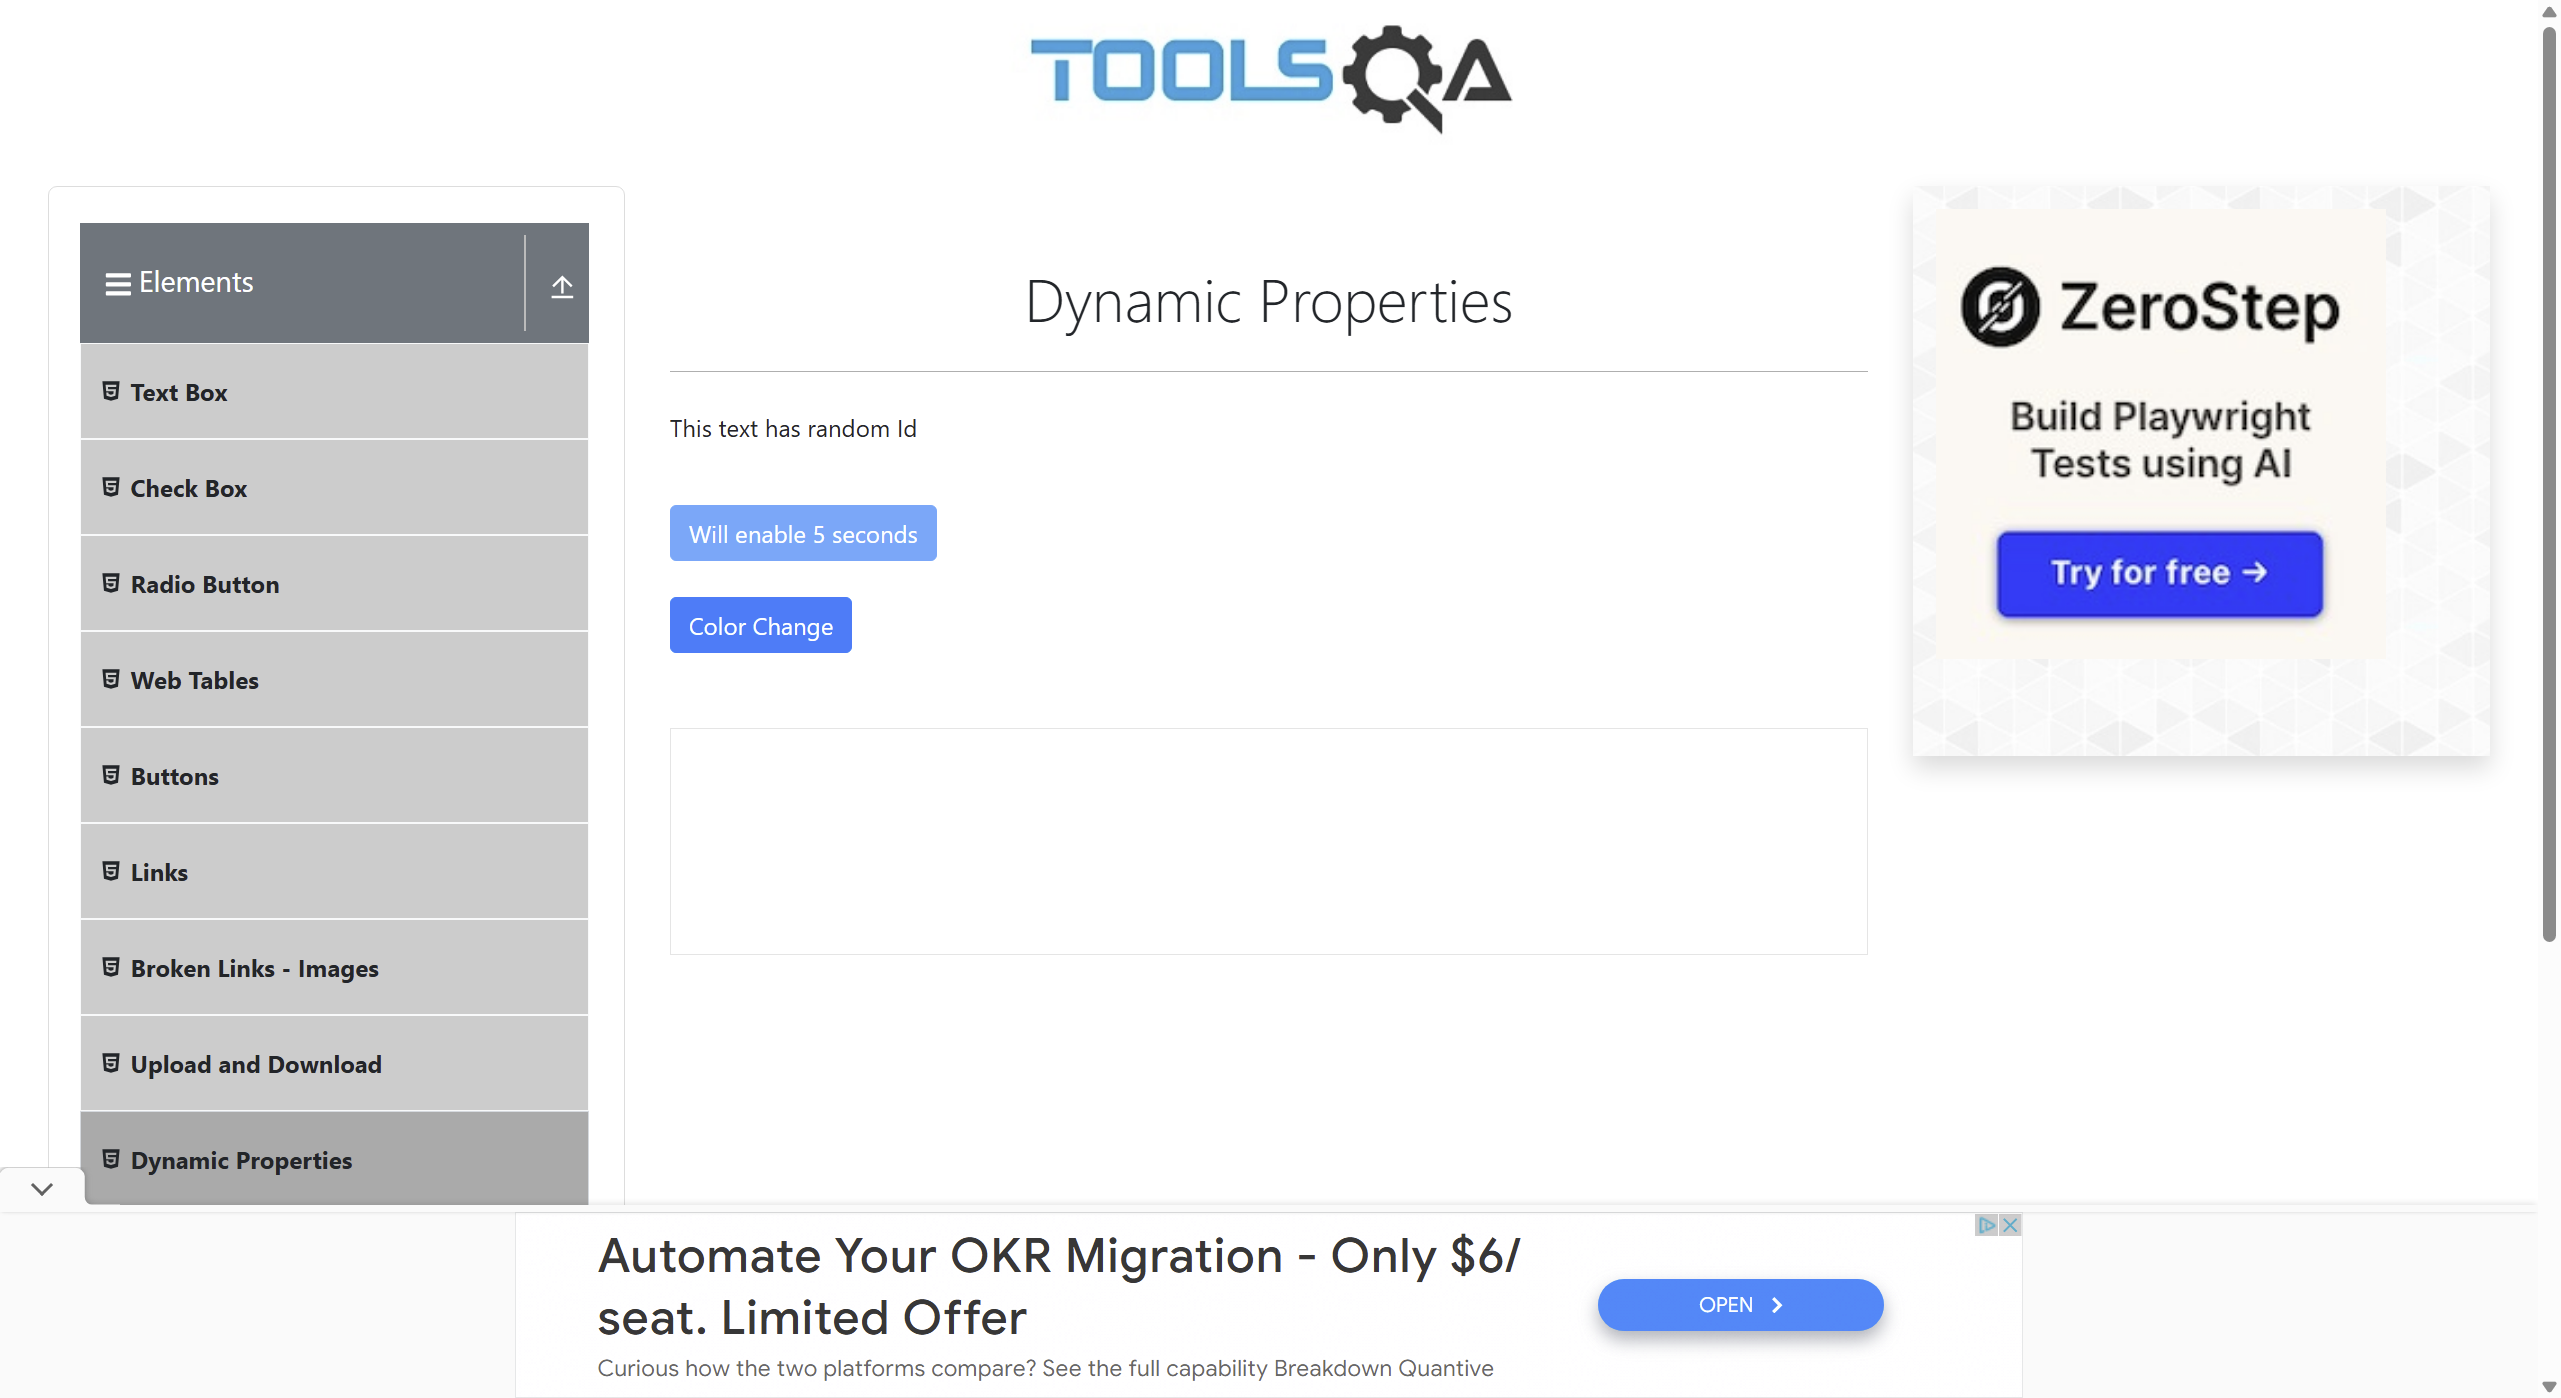 TOOLSQA
Elements
Text Box
Check Box
Radio Button
Web Tables
Buttons
Links
Broken Links - Images
Upload and Download
Dynamic Properties
Dynamic Properties
This text has random Id
Will enable 5 seconds
Color Change
ZeroStep
Build Playwright
Tests using AI
Try for free →
Automate Your OKR Migration - Only $6/
seat. Limited Offer
Curious how the two platforms compare? See the full capability Breakdown Quantive
OPEN